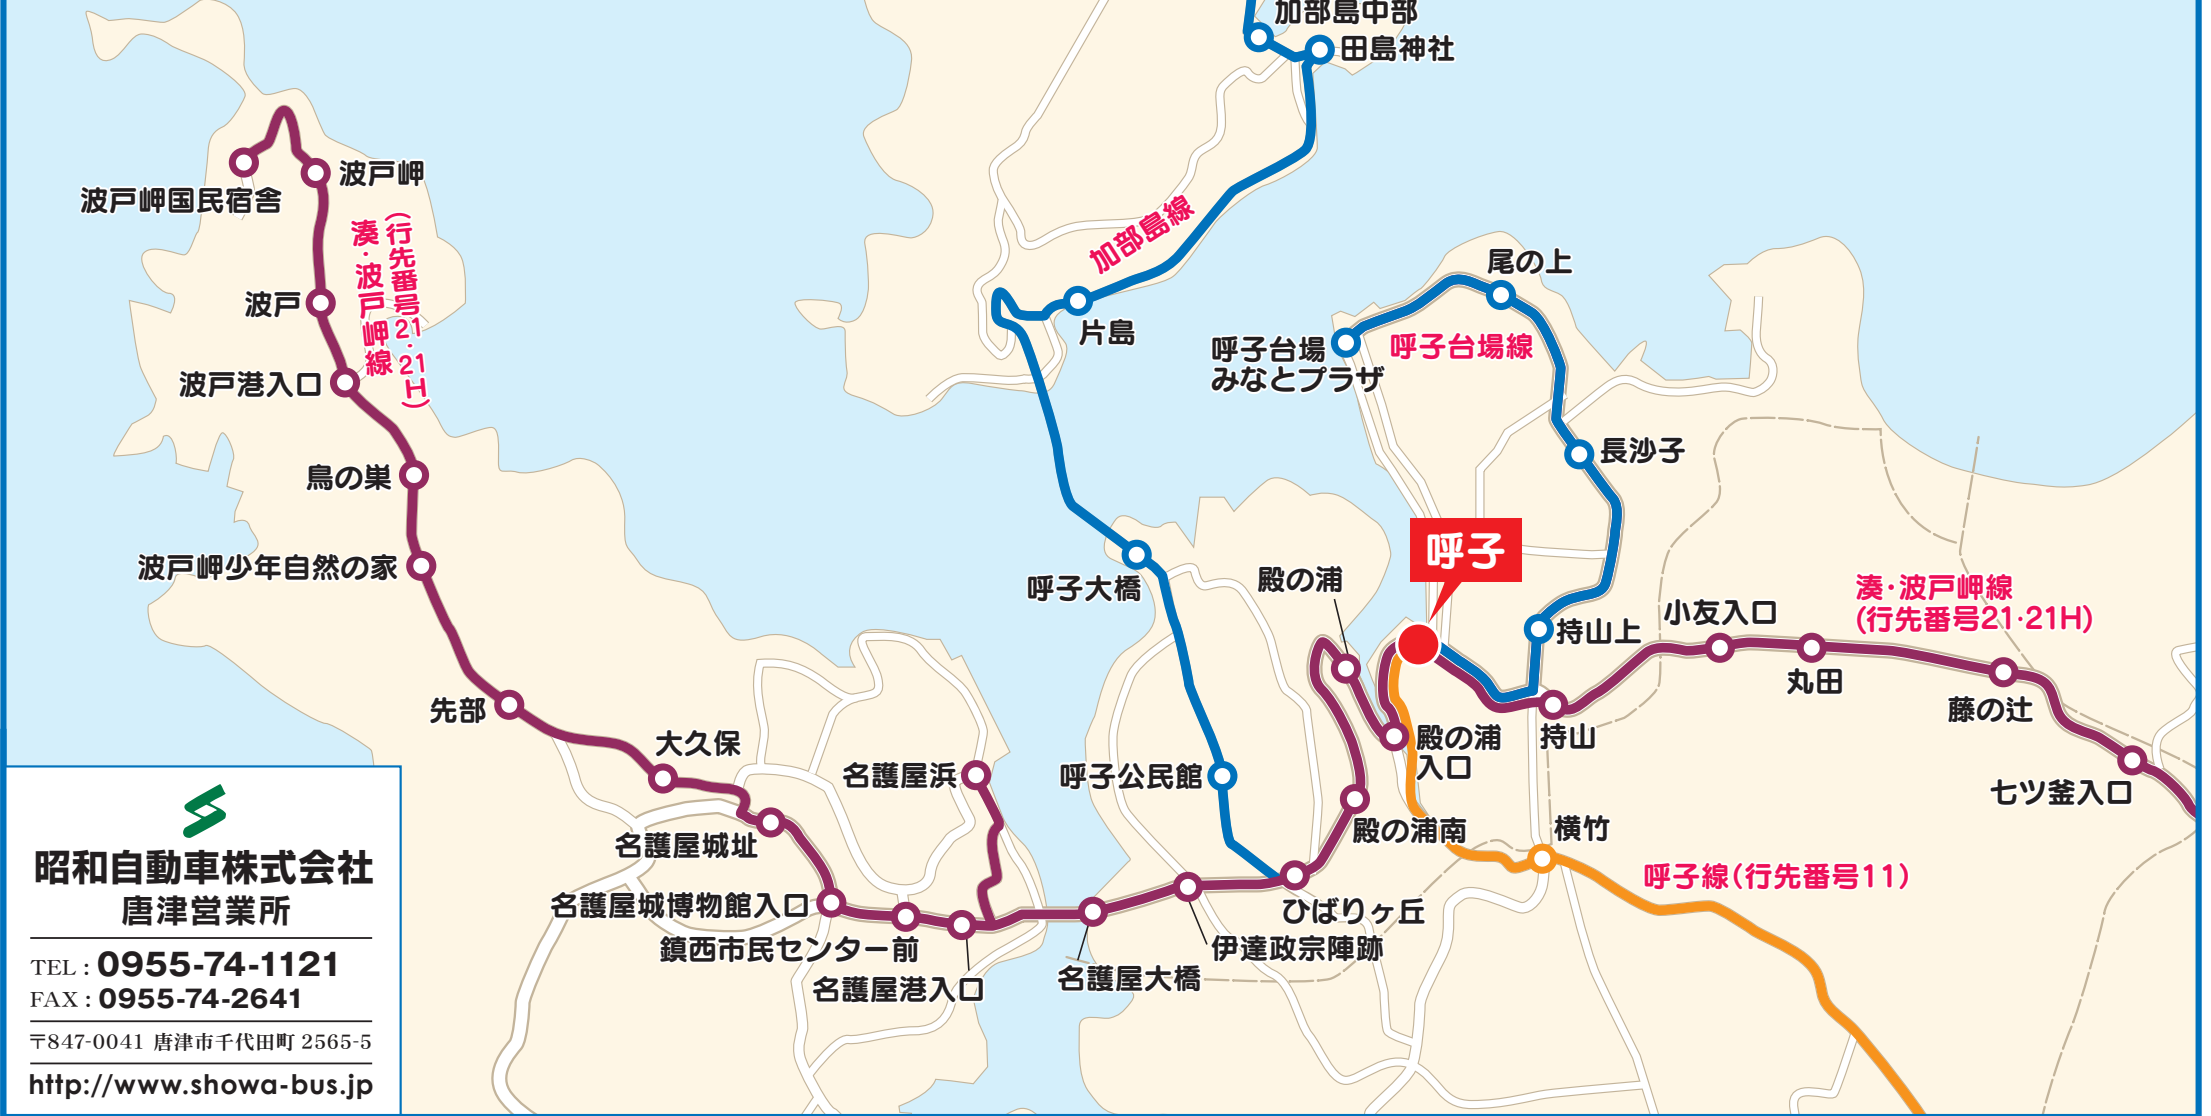 加部島中部
田島神社
波戸岬
波戸岬国民宿舎
湊・波戸岬線
(行先番号21・21H)
加部島線
波戸
片島
尾の上
呼子台場
みなとプラザ
呼子台場線
波戸港入口
鳥の巣
長沙子
波戸岬少年自然の家
呼子大橋
殿の浦
呼子
持山上
小友入口
湊・波戸岬線
(行先番号21・21H)
丸田
藤の辻
先部
大久保
名護屋浜
呼子公民館
殿の浦
入口
持山
七ツ釜入口
名護屋城址
殿の浦南
横竹
呼子線(行先番号11)
名護屋城博物館入口
鎮西市民センター前
名護屋港入口
名護屋大橋
伊達政宗陣跡
ひばりヶ丘
昭和自動車株式会社
唐津営業所
TEL : 0955-74-1121
FAX : 0955-74-2641
〒847-0041 唐津市千代田町 2565-5
http://www.showa-bus.jp